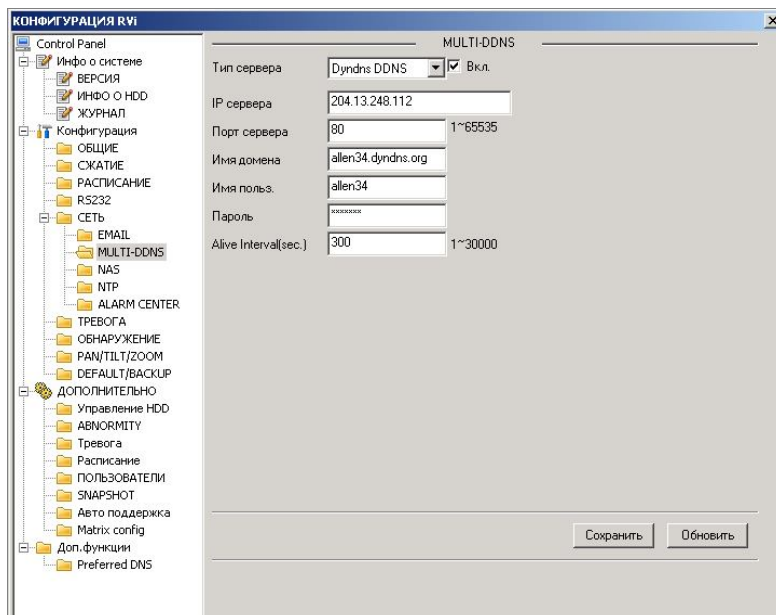 КОНФИГУРАЦИЯ RVi
Control Panel
Инфо о системе
ВЕРСИЯ
ИНФО О HDD
ЖУРНАЛ
Конфигурация
ОБЩИЕ
СЖАТИЕ
РАСПИСАНИЕ
RS232
СЕТЬ
EMAIL
MULTI-DDNS
NAS
NTP
ALARM CENTER
ТРЕВОГА
ОБНАРУЖЕНИЕ
PAN/TILT/ZOOM
DEFAULT/BACKUP
ДОПОЛНИТЕЛЬНО
Управление HDD
ABNORMITY
Тревога
Расписание
ПОЛЬЗОВАТЕЛИ
SNAPSHOT
Авто поддержка
Matrix config
Доп.функции
Preferred DNS
MULTI-DDNS
Тип сервера Dyndns DDNS Вкл.
IP сервера 204.13.248.112
Порт сервера 80 1~65535
Имя домена allen34.dyndns.org
Имя польз. allen34
Пароль xxxxxxx
Alive Interval(sec.) 300 1~30000
Сохранить Обновить